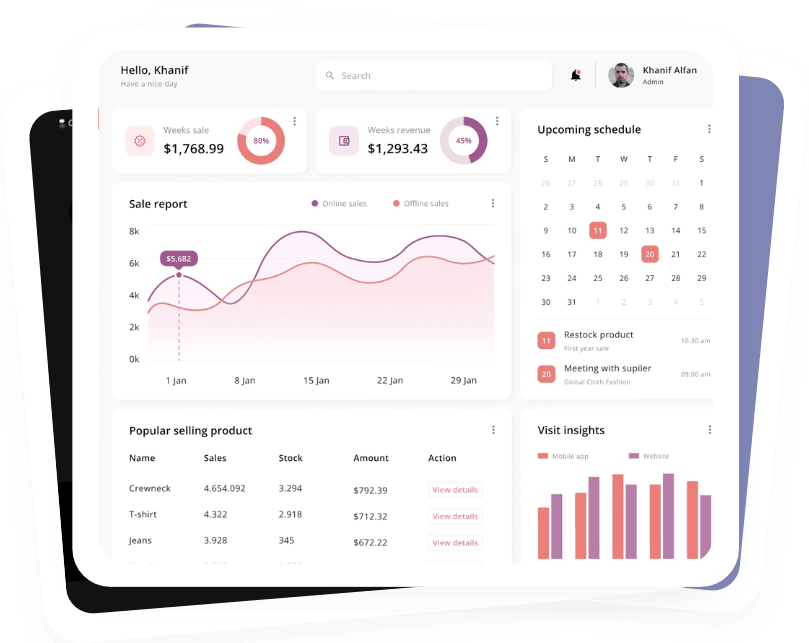 Hello, Khanif
Have a nice day
Search
Khanif Alfan
Admin
Weeks sale
$1,768.99
80%
Weeks revenue
$1,293.43
45%
Sale report
Online sales
Offline sales
8k
6k
4k
2k
0k
$5,682
1 Jan
8 Jan
15 Jan
22 Jan
29 Jan
Upcoming schedule
S M T W T F S
26 27 28 29 30 31 1
2 3 4 5 6 7 8
9 10 11 12 13 14 15
16 17 18 19 20 21 22
23 24 25 26 27 28 29
30 31 1 2 3 4 5
11
Restock product
First year sale
10.30 am
20
Meeting with supiler
Global Cloth Fashion
09.00 am
Popular selling product
Name Sales Stock Amount Action
Crewneck 4.654.092 3.294 $792.39 View details
T-shirt 4.322 2.918 $712.32 View details
Jeans 3.928 345 $672.22 View details
Visit insights
Mobile app
Website